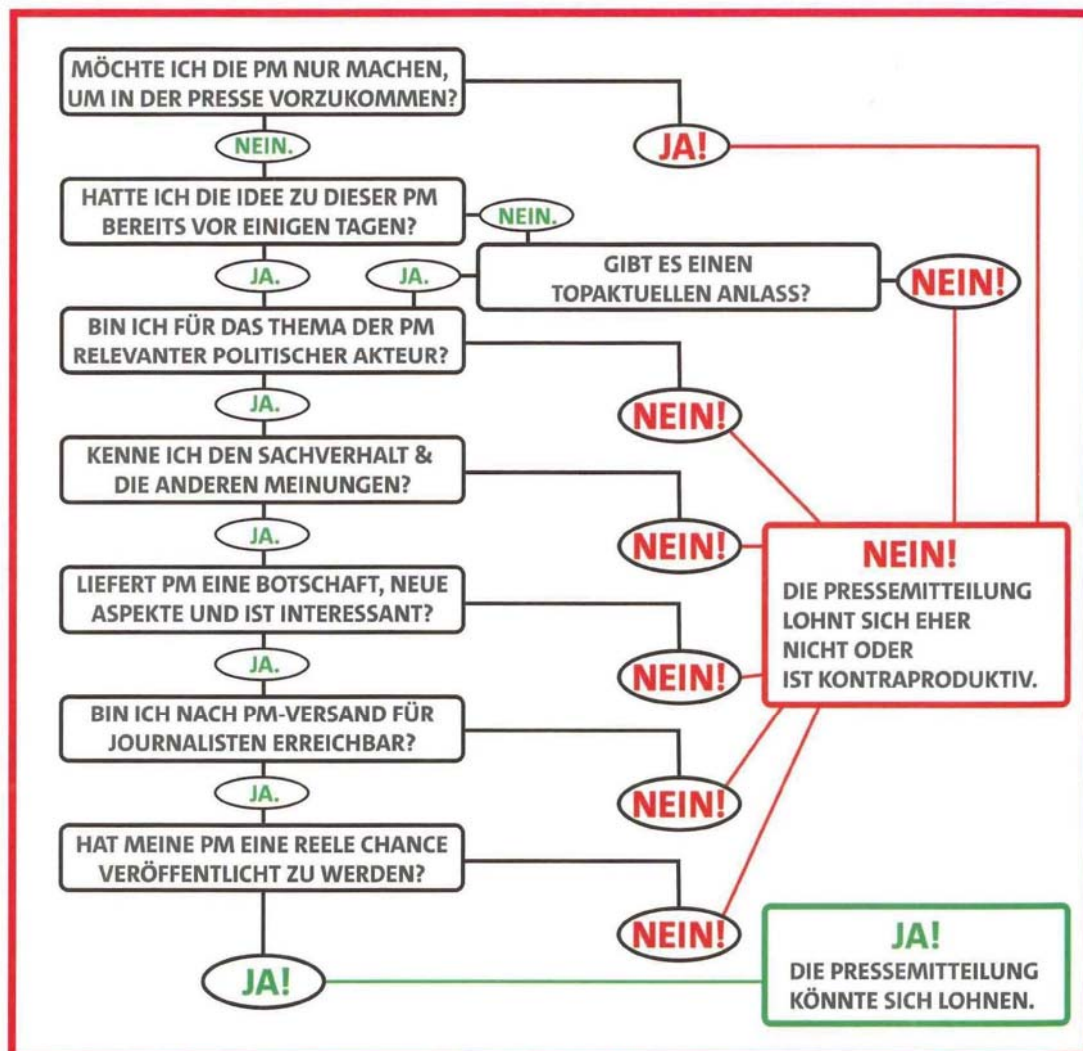 MÖCHTE ICH DIE PM NUR MACHEN,
UM IN DER PRESSE VORZUKOMMEN?
JA!
NEIN.
HATTE ICH DIE IDEE ZU DIESER PM
BEREITS VOR EINIGEN TAGEN?
NEIN.
JA.
JA.
GIBT ES EINEN
TOPAKTUELLEN ANLASS?
NEIN!
BIN ICH FÜR DAS THEMA DER PM
RELEVANTER POLITISCHER AKTEUR?
JA.
NEIN!
KENNE ICH DEN SACHVERHALT &
DIE ANDEREN MEINUNGEN?
JA.
NEIN!
LIEFERT PM EINE BOTSCHAFT, NEUE
ASPEKTE UND IST INTERESSANT?
JA.
NEIN!
NEIN!
DIE PRESSEMITTEILUNG
LOHNT SICH EHER
NICHT ODER
IST KONTRAPRODUKTIV.
BIN ICH NACH PM-VERSAND FÜR
JOURNALISTEN ERREICHBAR?
JA.
NEIN!
HAT MEINE PM EINE REELE CHANCE
VERÖFFENTLICHT ZU WERDEN?
NEIN!
JA!
JA!
DIE PRESSEMITTEILUNG
KÖNNTE SICH LOHNEN.